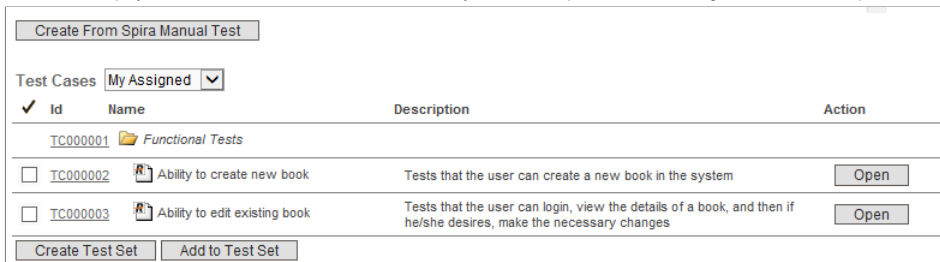 Create From Spira Manual Test
Test Cases My Assigned
Id Name Description Action
TC000001 Functional Tests
TC000002 Ability to create new book Tests that the user can create a new book in the system Open
TC000003 Ability to edit existing book Tests that the user can login, view the details of a book, and then if
he/she desires, make the necessary changes Open
Create Test Set Add to Test Set